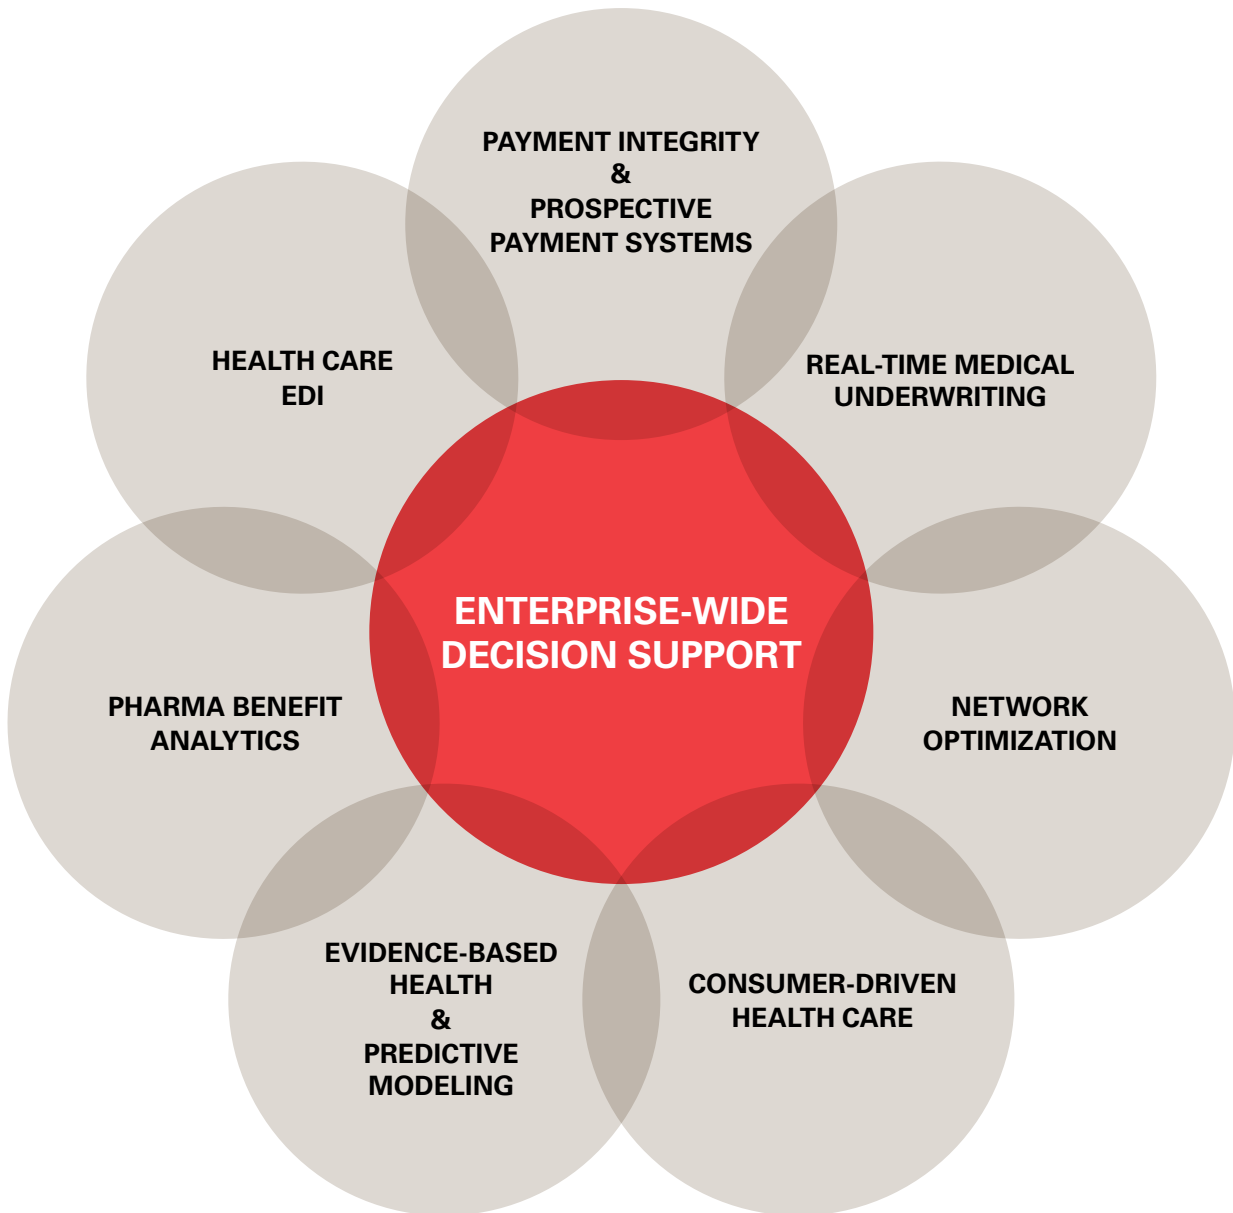 PAYMENT INTEGRITY
&
PROSPECTIVE
PAYMENT SYSTEMS
HEALTH CARE
EDI
REAL-TIME MEDICAL
UNDERWRITING
ENTERPRISE-WIDE
DECISION SUPPORT
PHARMA BENEFIT
ANALYTICS
NETWORK
OPTIMIZATION
EVIDENCE-BASED
HEALTH
&
PREDICTIVE
MODELING
CONSUMER-DRIVEN
HEALTH CARE